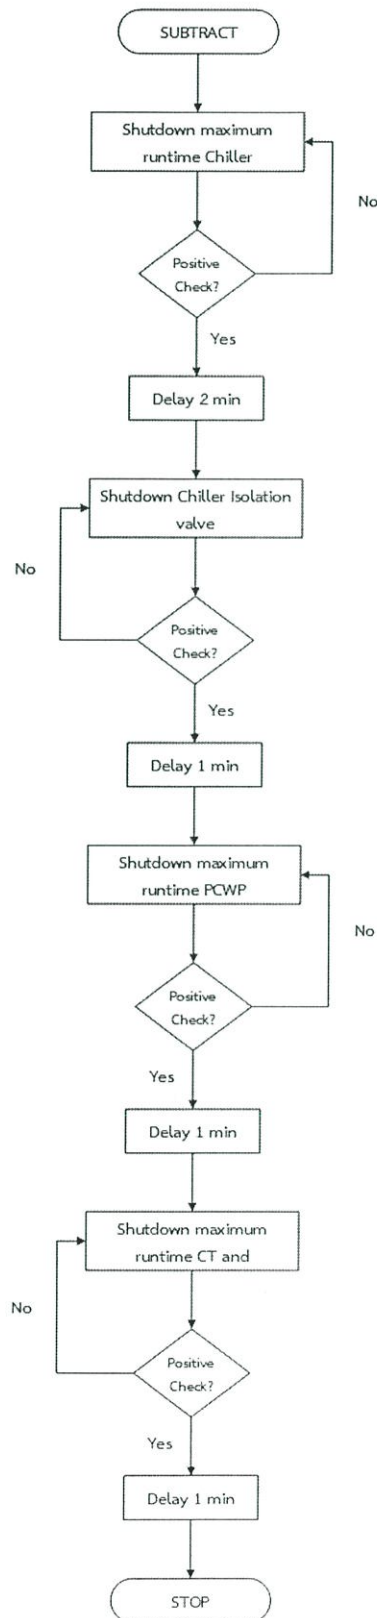 SUBTRACT
Shutdown maximum
runtime Chiller
No
Positive
Check?
Yes
Delay 2 min
Shutdown Chiller Isolation
valve
No
Positive
Check?
Yes
Delay 1 min
Shutdown maximum
runtime PCWP
No
Positive
Check?
Yes
Delay 1 min
Shutdown maximum
runtime CT and
No
Positive
Check?
Yes
Delay 1 min
STOP